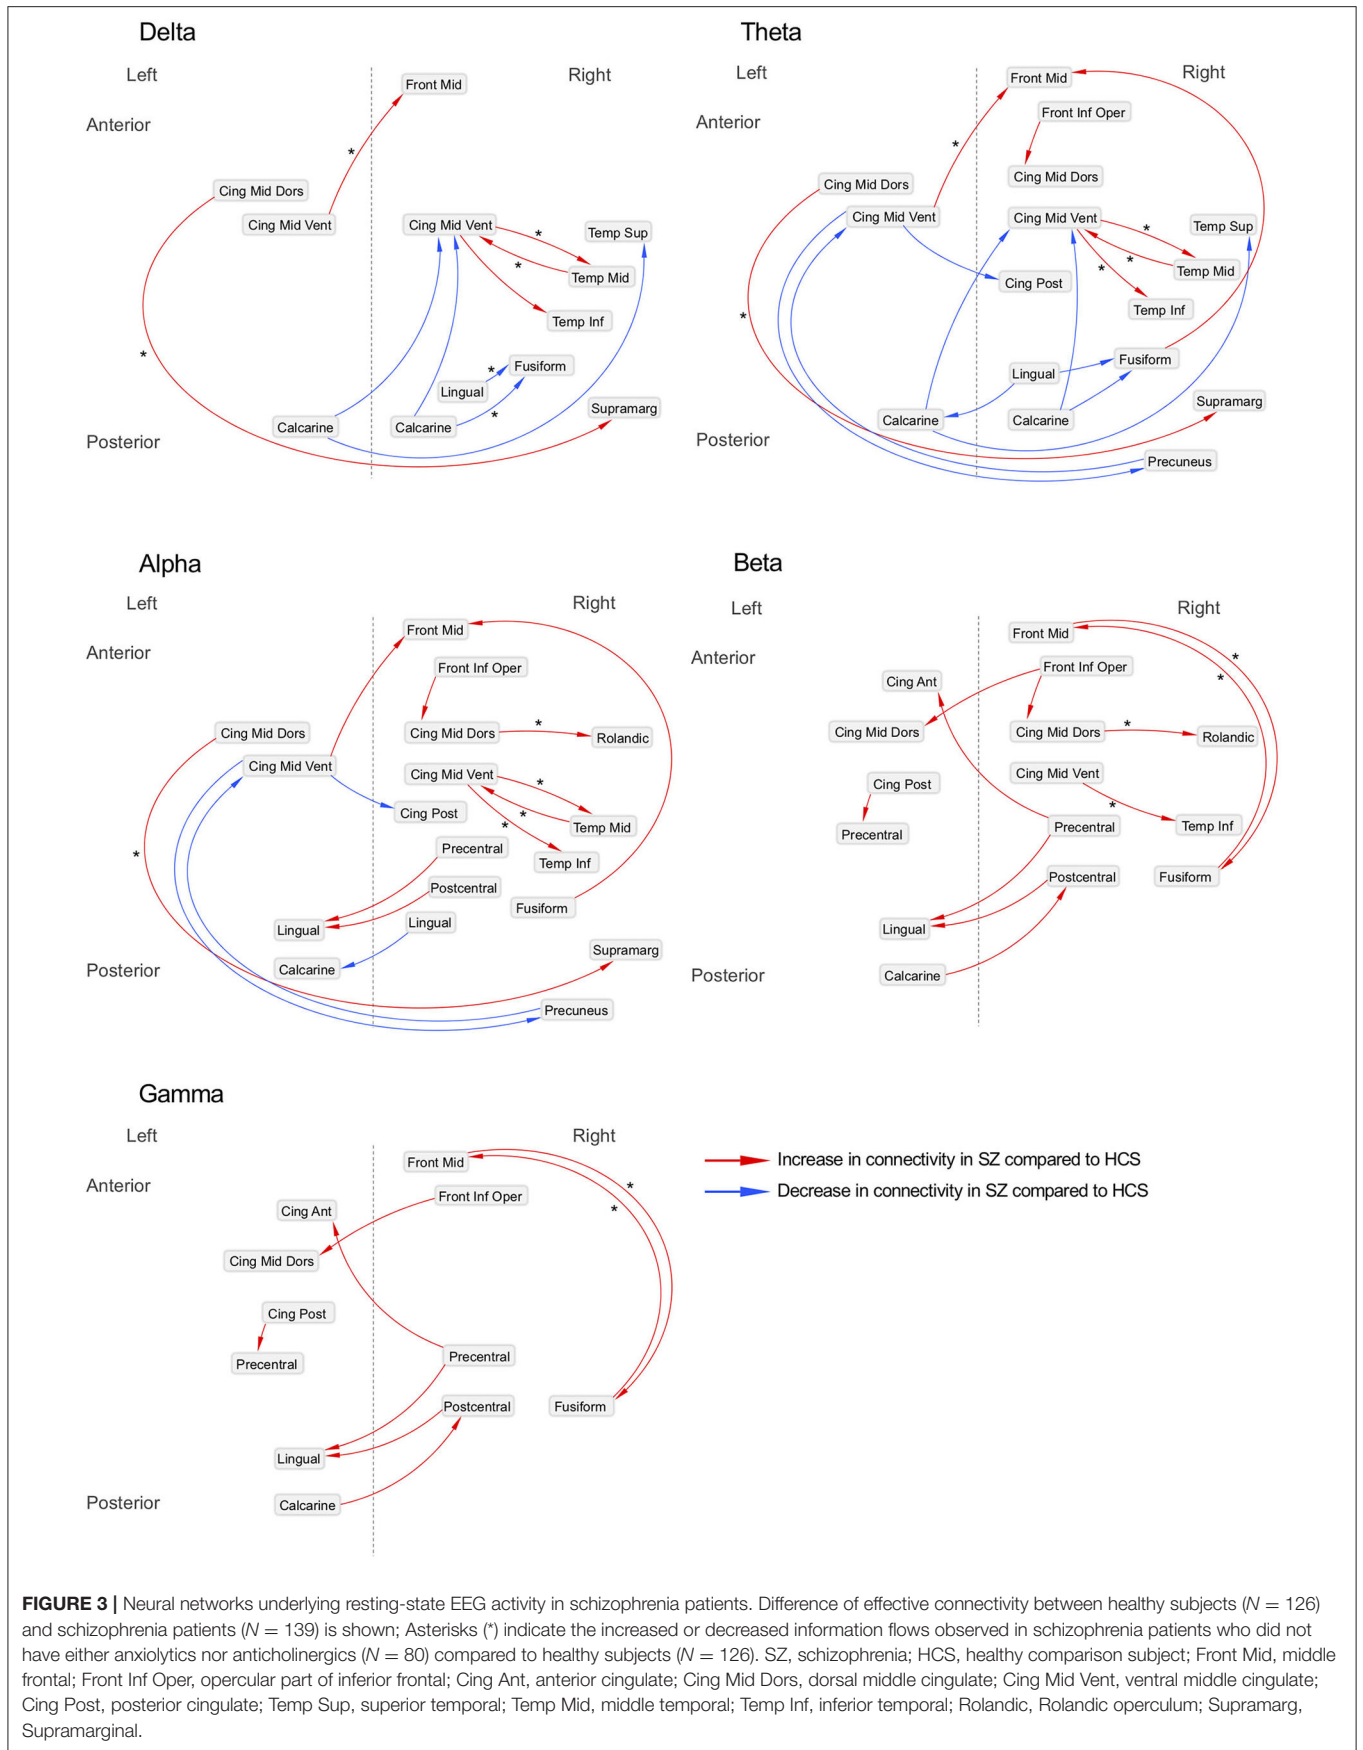 Delta
Left
Right
Anterior
Front Mid
*
Cing Mid Dors
Cing Mid Vent
Cing Mid Vent
Temp Sup
*
*
Temp Mid
Temp Inf
*
Fusiform
*
Lingual
Supramarg
*
Calcarine
Calcarine
Posterior
Theta
Left
Right
Front Mid
Anterior
Front Inf Oper
*
Cing Mid Dors
Cing Mid Dors
Cing Mid Vent
Cing Mid Vent
Temp Sup
*
*
*
Temp Mid
Cing Post
Temp Inf
*
Fusiform
Lingual
Supramarg
Calcarine
Calcarine
Posterior
Precuneus
Alpha
Left
Right
Front Mid
Anterior
Front Inf Oper
Cing Mid Dors
Cing Mid Dors
*
Rolandic
Cing Mid Vent
Cing Mid Vent
*
Cing Post
*
*
Temp Mid
Precentral
*
Temp Inf
Postcentral
Fusiform
Lingual
Lingual
Supramarg
Calcarine
Posterior
Precuneus
Beta
Left
Right
Front Mid
Anterior
*
*
Front Inf Oper
Cing Ant
Cing Mid Dors
Cing Mid Dors
*
Rolandic
Cing Mid Vent
Cing Post
*
Precentral
Precentral
Temp Inf
Postcentral
Fusiform
Lingual
Calcarine
Posterior
Gamma
Left
Right
Front Mid
Anterior
*
*
Front Inf Oper
Cing Ant
Cing Mid Dors
Cing Post
Precentral
Precentral
Postcentral
Fusiform
Lingual
Calcarine
Posterior
Increase in connectivity in SZ compared to HCS
Decrease in connectivity in SZ compared to HCS
FIGURE 3 | Neural networks underlying resting-state EEG activity in schizophrenia patients. Difference of effective connectivity between healthy subjects (N = 126)
and schizophrenia patients (N = 139) is shown; Asterisks (*) indicate the increased or decreased information flows observed in schizophrenia patients who did not
have either anxiolytics nor anticholinergics (N = 80) compared to healthy subjects (N = 126). SZ, schizophrenia; HCS, healthy comparison subject; Front Mid, middle
frontal; Front Inf Oper, opercular part of inferior frontal; Cing Ant, anterior cingulate; Cing Mid Dors, dorsal middle cingulate; Cing Mid Vent, ventral middle cingulate;
Cing Post, posterior cingulate; Temp Sup, superior temporal; Temp Mid, middle temporal; Temp Inf, inferior temporal; Rolandic, Rolandic operculum; Supramarg,
Supramarginal.